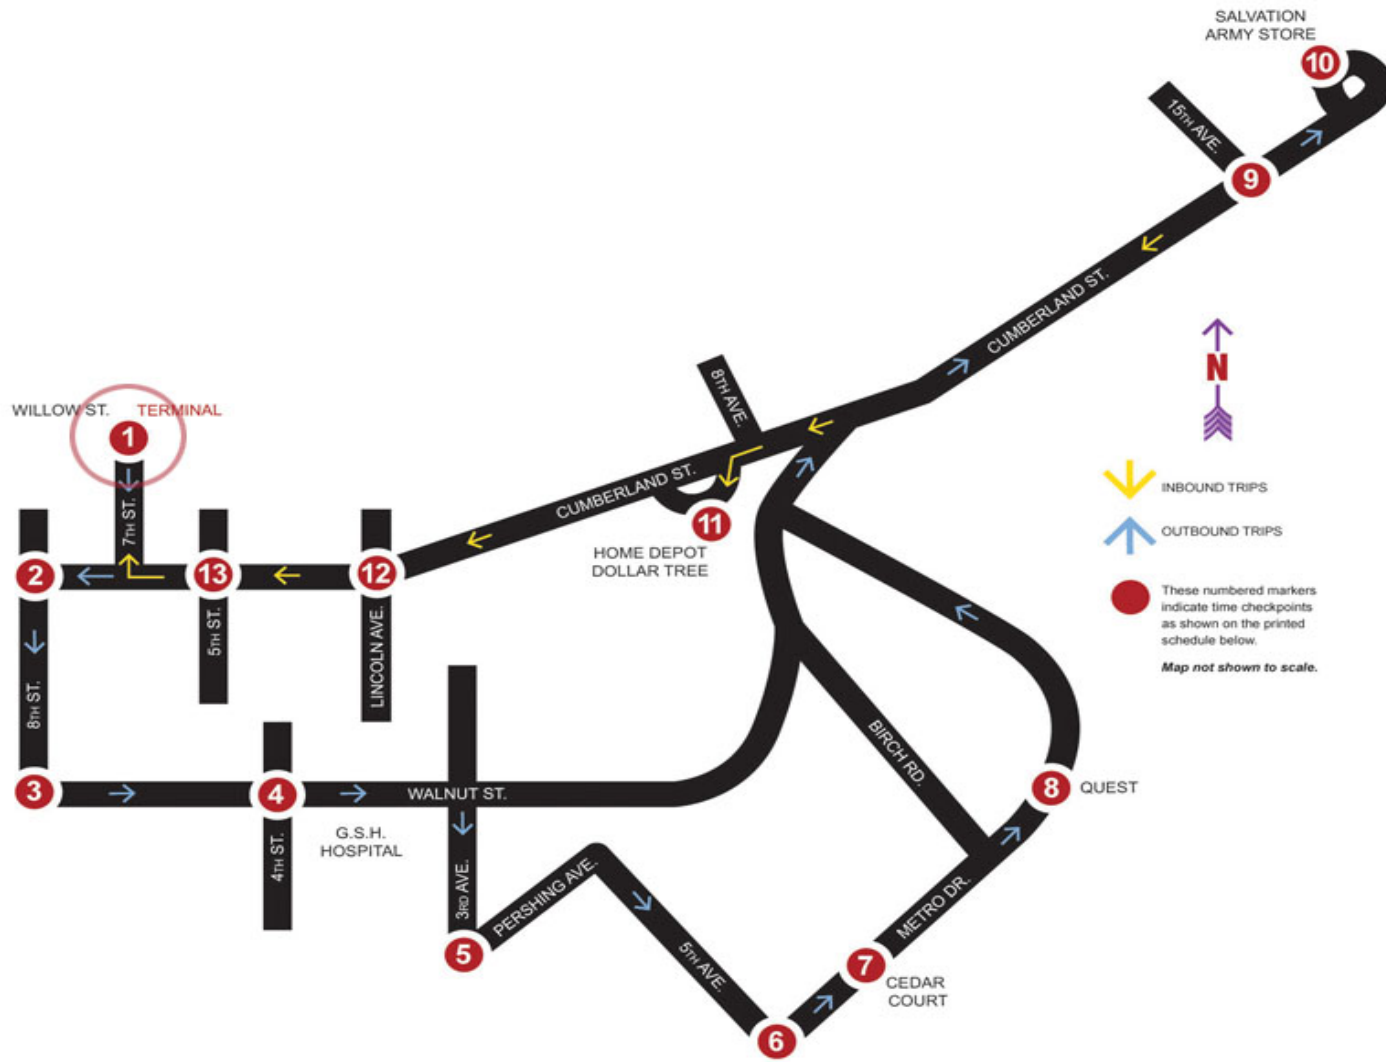 SALVATION
ARMY STORE
10
15TH AVE.
9
CUMBERLAND ST.
N
8TH AVE.
WILLOW ST. TERMINAL
1
7TH ST.
CUMBERLAND ST.
INBOUND TRIPS
11
OUTBOUND TRIPS
HOME DEPOT
DOLLAR TREE
2
13
12
5TH ST.
LINCOLN AVE.
These numbered markers
indicate time checkpoints
as shown on the printed
schedule below.
Map not shown to scale.
8TH ST.
BIRCH RD.
3
4
WALNUT ST.
8
QUEST
G.S.H.
HOSPITAL
4TH ST.
3RD AVE.
PERSHING AVE.
METRO DR.
5
5TH AVE.
7
CEDAR
COURT
6